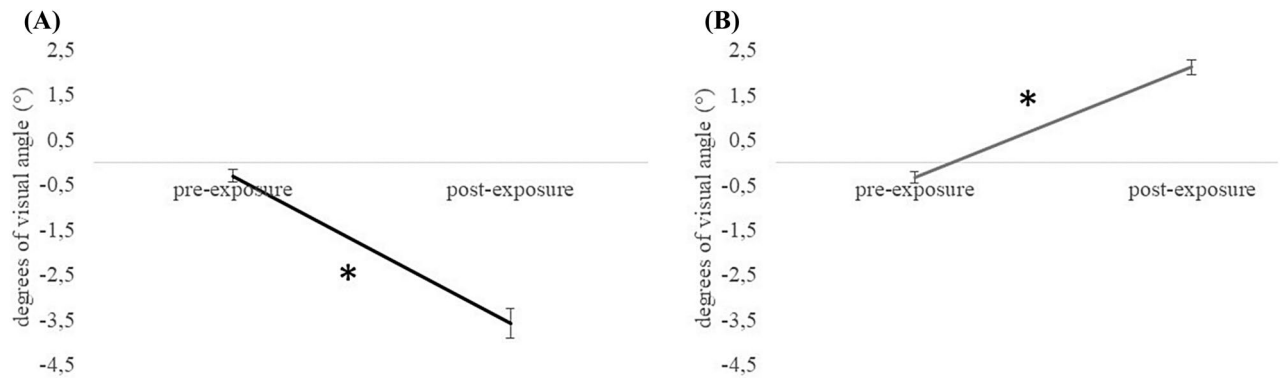 (A)
degrees of visual angle (°)
2,5
1,5
0,5
-0,5
-1,5
-2,5
-3,5
-4,5
pre-exposure
post-exposure
*
(B)
degrees of visual angle (°)
2,5
1,5
0,5
-0,5
-1,5
-2,5
-3,5
-4,5
pre-exposure
post-exposure
*